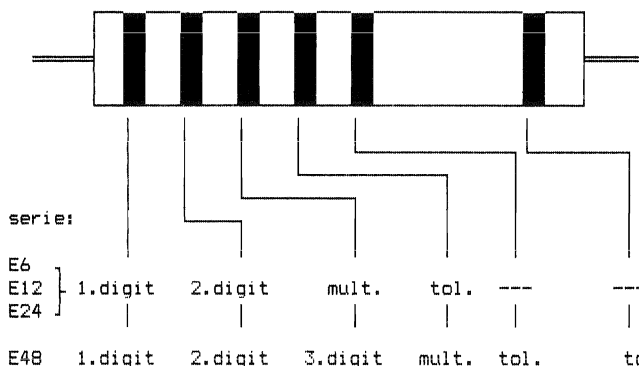 serie:
E6
E12 1.digit 2.digit mult. tol. --- ---
E24
E48 1.digit 2.digit 3.digit mult. tol.